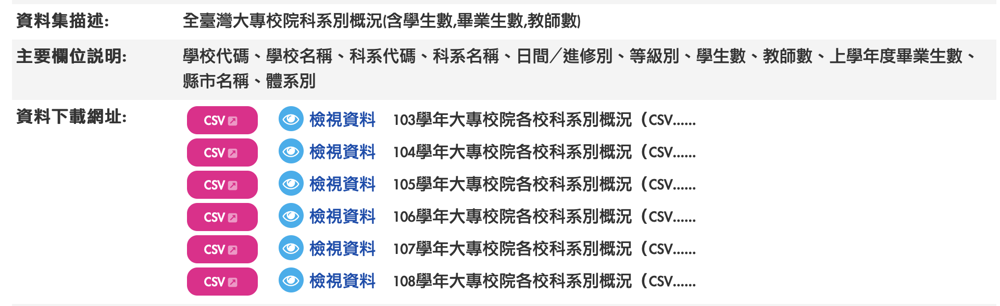 資料集描述: 全臺灣大專校院科系別概況(含學生數,畢業生數,教師數)
主要欄位說明: 學校代碼、學校名稱、科系代碼、科系名稱、日間／進修別、等級別、學生數、教師數、上學年度畢業生數、
縣市名稱、體系別
資料下載網址: CSV 檢視資料 103學年大專校院各校科系別概況（CSV......
CSV 檢視資料 104學年大專校院各校科系別概況（CSV......
CSV 檢視資料 105學年大專校院各校科系別概況（CSV......
CSV 檢視資料 106學年大專校院各校科系別概況（CSV......
CSV 檢視資料 107學年大專校院各校科系別概況（CSV......
CSV 檢視資料 108學年大專校院各校科系別概況（CSV......